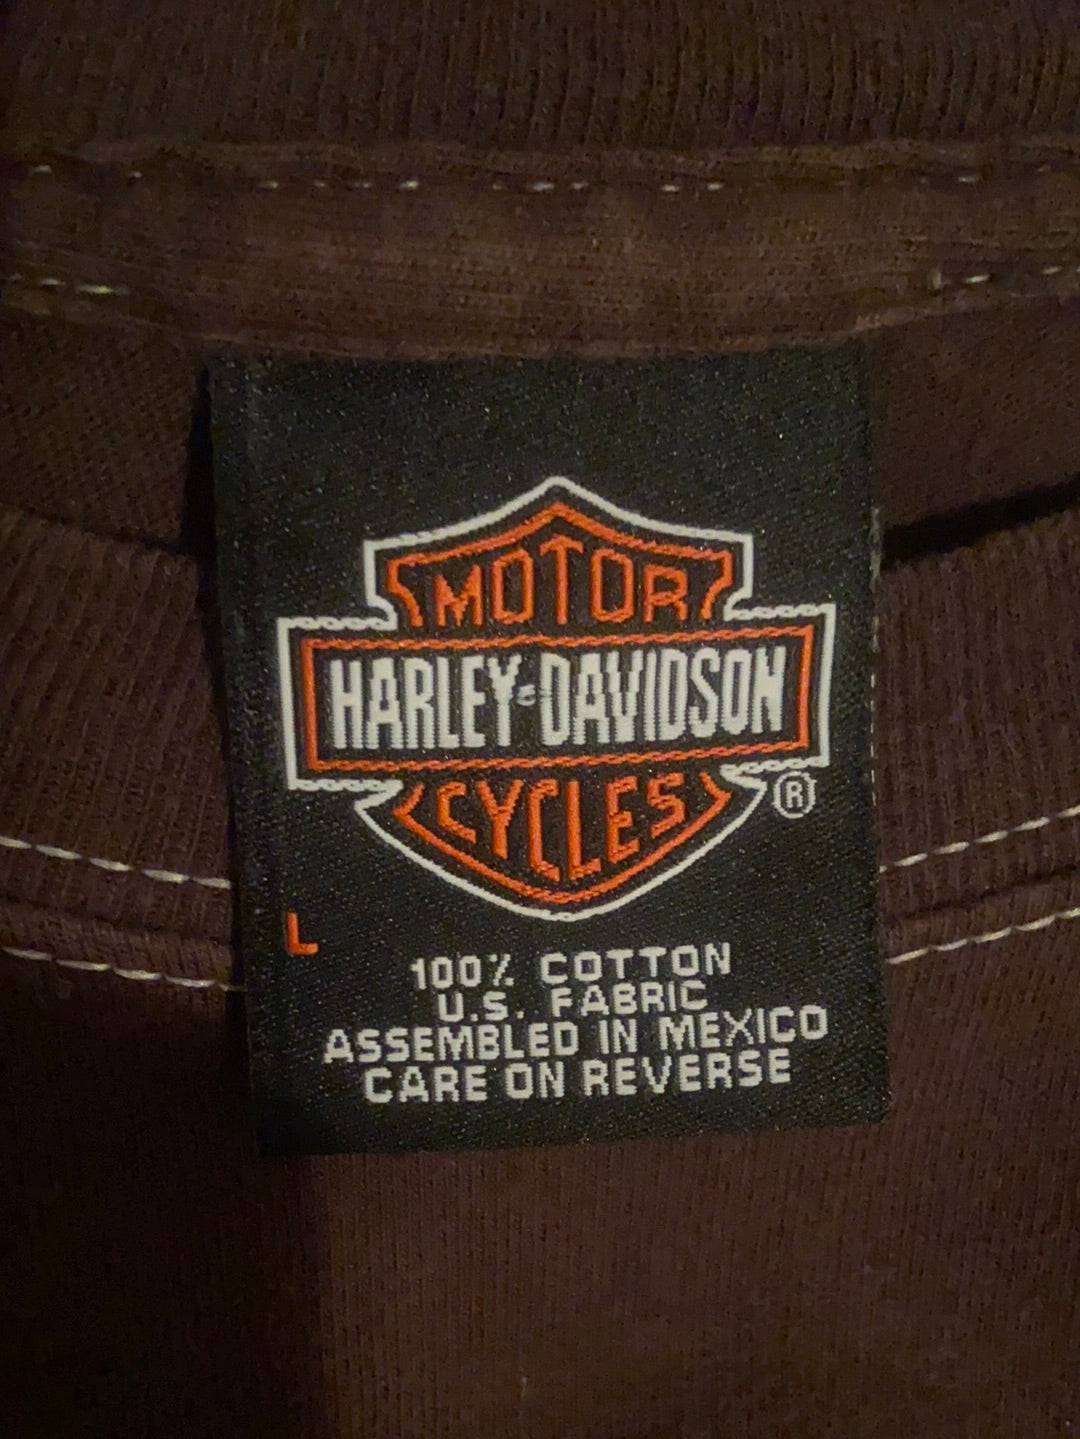 MOTOR
HARLEY-DAVIDSON
CYCLES
®
L
100% COTTON
U.S. FABRIC
ASSEMBLED IN MEXICO
CARE ON REVERSE